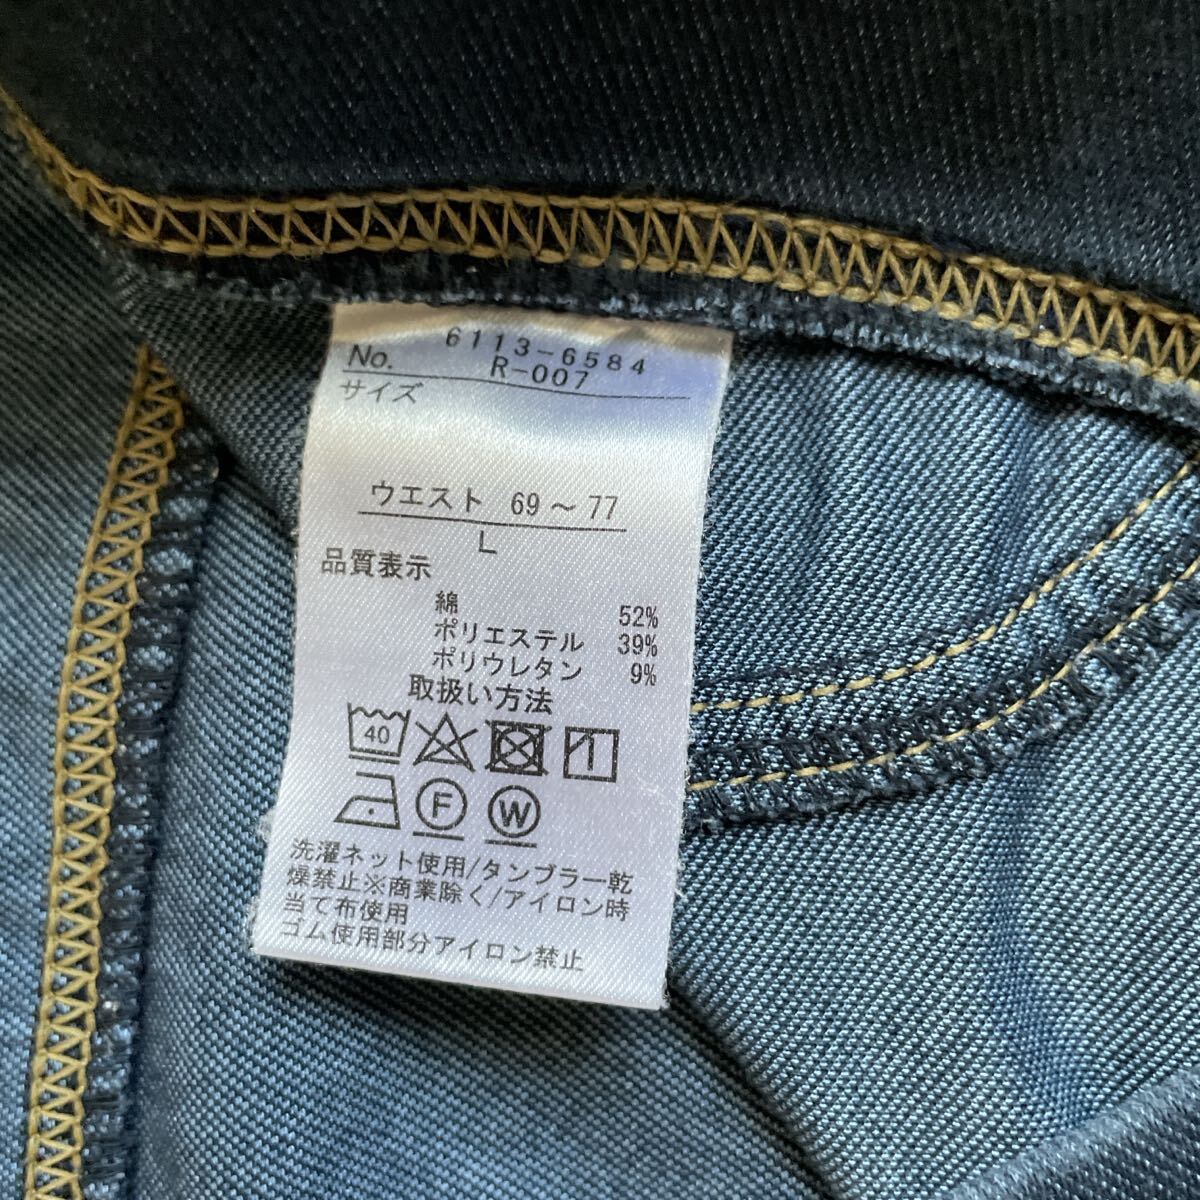 6113-6584
No. R-007
サイズ
ウエスト 69～77
L
品質表示
綿 52%
ポリエステル 39%
ポリウレタン 9%
取扱い方法
40
F W
洗濯ネット使用/タンブラー乾
燥禁止※商業除く/アイロン時
当て布使用
ゴム使用部分アイロン禁止